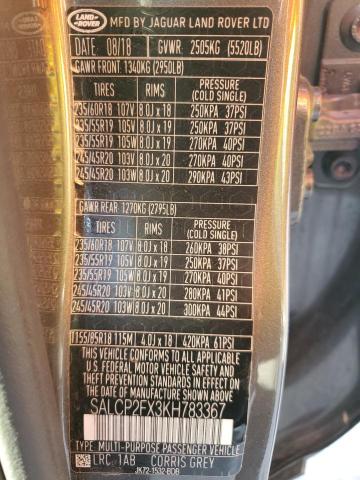 LAND ROVER
MFD BY JAGUAR LAND ROVER LTD
DATE 08/18 GVWR: 2505KG (5520LB)
GAWR FRONT: 1340KG (2950LB)
TIRES RIMS PRESSURES (COLD SINGLE)
235/60R18 107V 8.0J x 18 250KPA 37PSI
235/55R19 105V 8.0J x 19 250KPA 37PSI
235/55R19 105W 8.0J x 19 270KPA 40PSI
245/45R20 103V 8.0J x 20 270KPA 40PSI
245/45R20 103W 8.0J x 20 290KPA 43PSI
GAWR REAR: 1270KG (2795LB)
TIRES RIMS PRESSURES (COLD SINGLE)
235/60R18 107V 8.0J x 18 260KPA 38PSI
235/55R19 105V 8.0J x 19 250KPA 37PSI
235/55R19 105W 8.0J x 19 270KPA 40PSI
245/45R20 103V 8.0J x 20 280KPA 41PSI
245/45R20 103W 8.0J x 20 300KPA 44PSI
T155/85R18 115M 4.0J x 18 420KPA 61PSI
THIS VEHICLE CONFORMS TO ALL APPLICABLE
U.S. FEDERAL MOTOR VEHICLE SAFETY
AND THEFT PREVENTION STANDARDS IN EFFECT
ON THE DATE OF MANUFACTURE SHOWN ABOVE.
SALCP2FX3KH783367
TYPE: MULTI-PURPOSE PASSENGER VEHICLE
LRC 1AB CORRIS GREY
JK72-1532-BDB